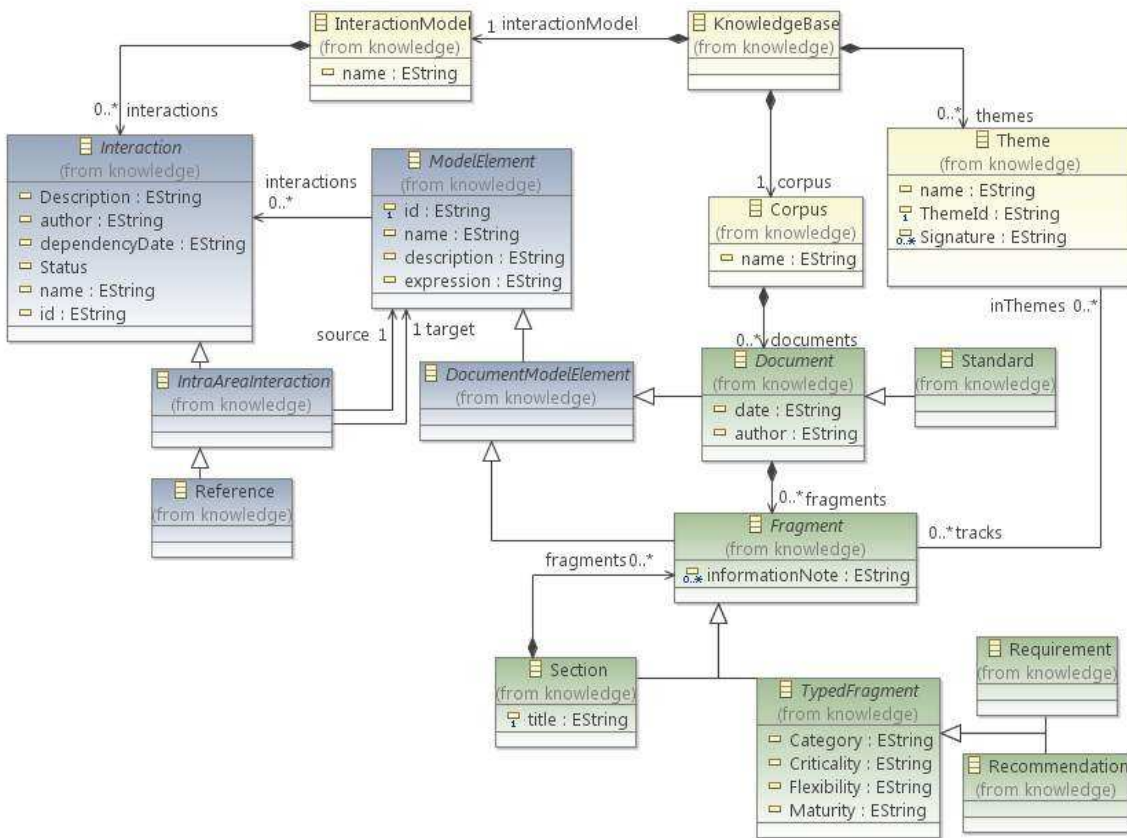 InteractionModel
(from knowledge)
name : EString
1 interactionModel
KnowledgeBase
(from knowledge)
0..* interactions
0..* themes
Interaction
(from knowledge)
Description : EString
author : EString
dependencyDate : EString
Status
name : EString
id : EString
interactions
0..*
ModelElement
(from knowledge)
1
id : EString
name : EString
description : EString
expression : EString
1 corpus
Corpus
(from knowledge)
name : EString
Theme
(from knowledge)
name : EString
1
ThemeId : EString
0..*
Signature : EString
source 1
1 target
inThemes 0..*
0..* documents
IntraAreaInteraction
(from knowledge)
DocumentModelElement
(from knowledge)
Document
(from knowledge)
date : EString
author : EString
Standard
(from knowledge)
Reference
(from knowledge)
0..* fragments
Fragment
(from knowledge)
0..*
informationNote : EString
0..* tracks
fragments 0..*
Section
(from knowledge)
1
title : EString
TypedFragment
(from knowledge)
Category : EString
Criticality : EString
Flexibility : EString
Maturity : EString
Requirement
(from knowledge)
Recommendation
(from knowledge)